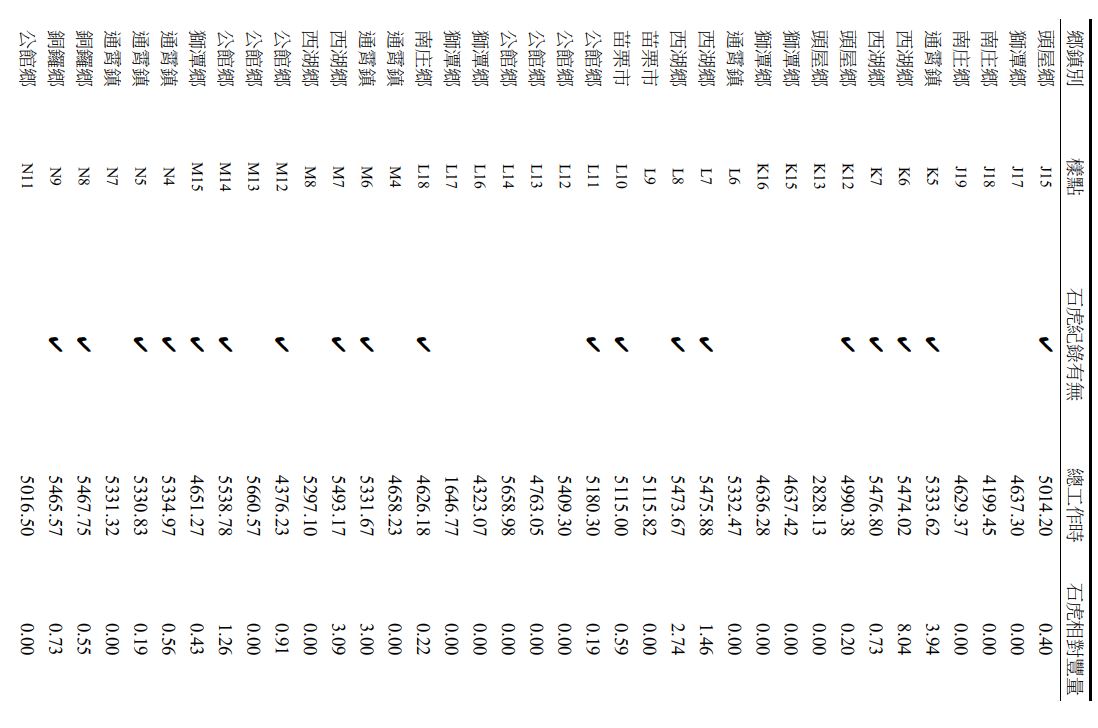 鄉鎮別 樣點 石虎紀錄有無 總工作時 石虎相對豐量
頭屋鄉 J15 ✔ 5014.20 0.40
獅潭鄉 J17 4637.30 0.00
南庄鄉 J18 4199.45 0.00
南庄鄉 J19 4629.37 0.00
通霄鎮 K5 ✔ 5333.62 3.94
西湖鄉 K6 ✔ 5474.02 8.04
西湖鄉 K7 ✔ 5476.80 0.73
頭屋鄉 K12 ✔ 4990.38 0.20
頭屋鄉 K13 2828.13 0.00
獅潭鄉 K15 4637.42 0.00
獅潭鄉 K16 4636.28 0.00
通霄鎮 L6 5332.47 0.00
西湖鄉 L7 ✔ 5475.88 1.46
西湖鄉 L8 ✔ 5473.67 2.74
苗栗市 L9 5115.82 0.00
苗栗市 L10 ✔ 5115.00 0.59
公館鄉 L11 ✔ 5180.30 0.19
公館鄉 L12 5409.30 0.00
公館鄉 L13 4763.05 0.00
公館鄉 L14 5658.98 0.00
獅潭鄉 L16 4323.07 0.00
獅潭鄉 L17 1646.77 0.00
南庄鄉 L18 ✔ 4626.18 0.22
通霄鎮 M4 4658.23 0.00
通霄鎮 M6 ✔ 5331.67 3.00
西湖鄉 M7 ✔ 5493.17 3.09
西湖鄉 M8 5297.10 0.00
公館鄉 M12 ✔ 4376.23 0.91
公館鄉 M13 5660.57 0.00
公館鄉 M14 ✔ 5538.78 1.26
獅潭鄉 M15 ✔ 4651.27 0.43
通霄鎮 N4 ✔ 5334.97 0.56
通霄鎮 N5 ✔ 5330.83 0.19
通霄鎮 N7 5331.32 0.00
銅鑼鄉 N8 ✔ 5467.75 0.55
銅鑼鄉 N9 ✔ 5465.57 0.73
公館鄉 N11 5016.50 0.00